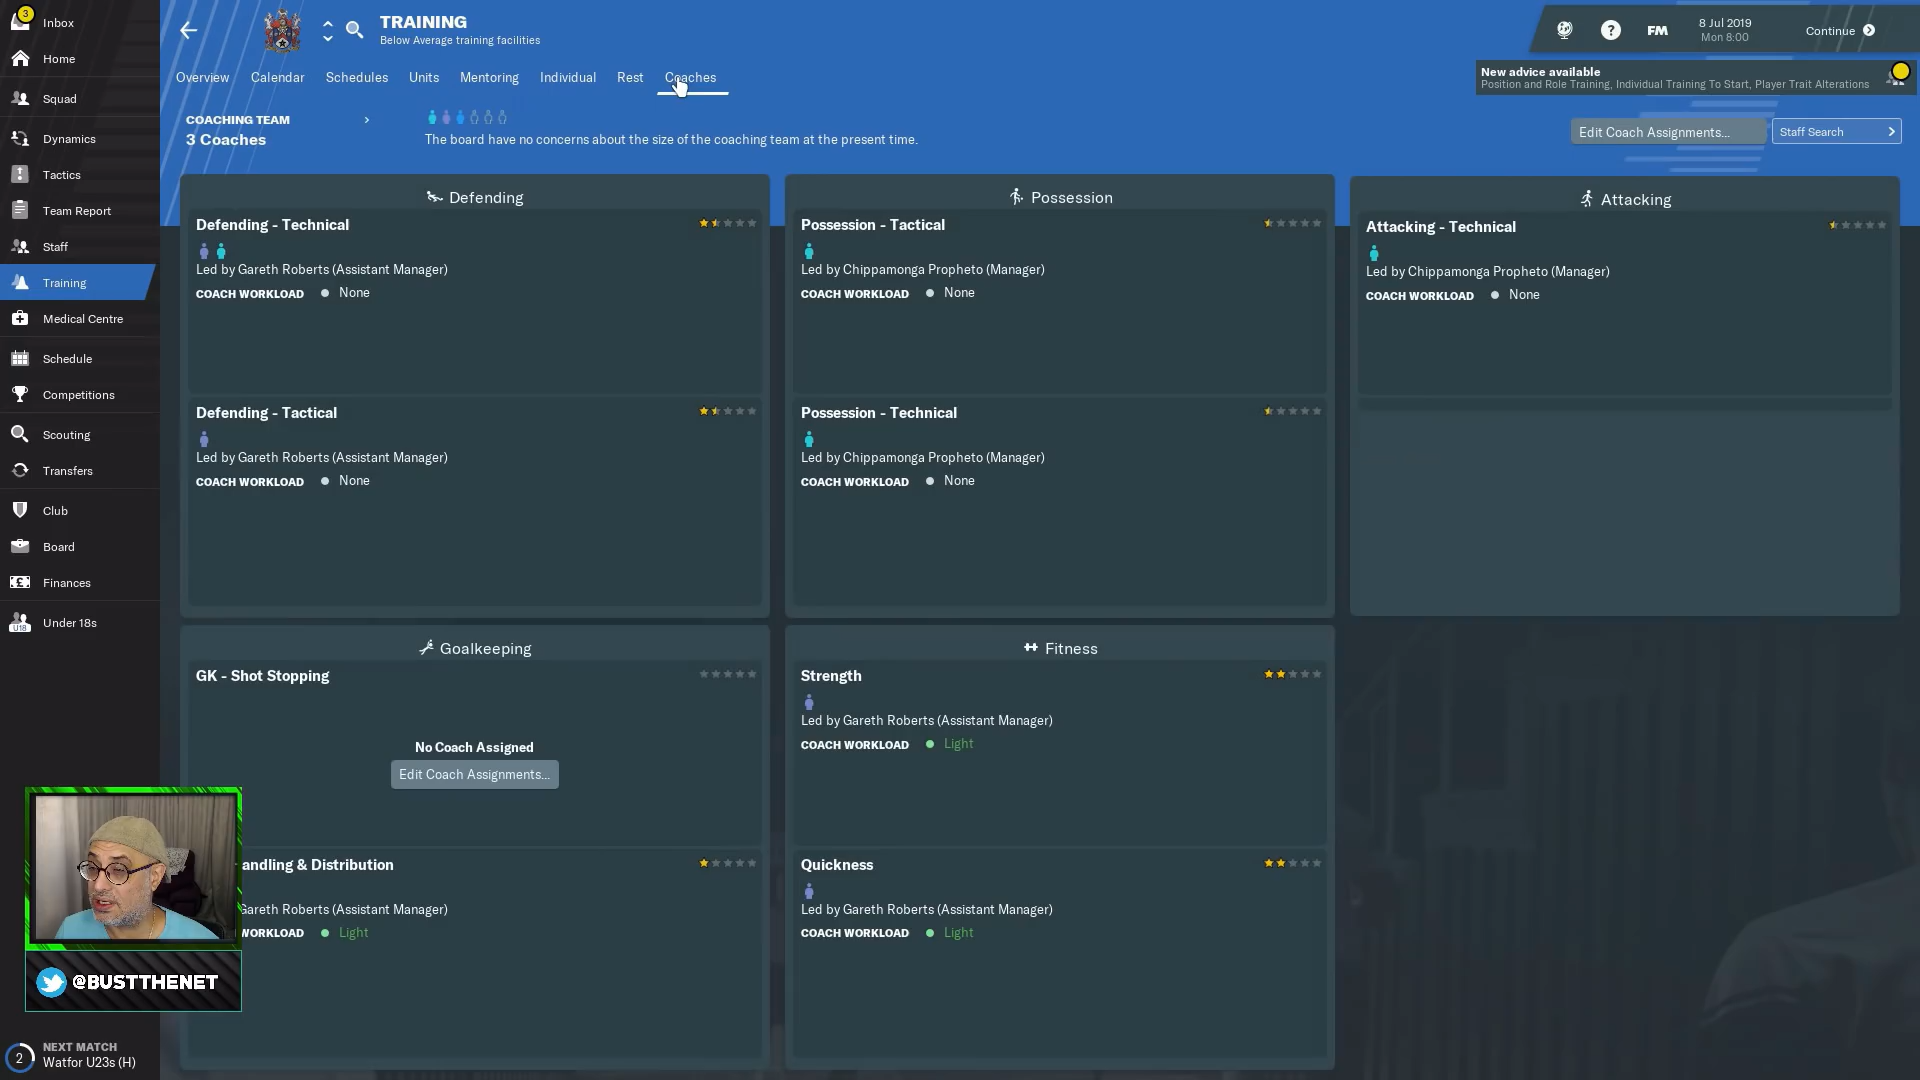 3
Inbox
Home
Squad
Dynamics
Tactics
Team Report
Staff
Training
Medical Centre
Schedule
Competitions
Scouting
Transfers
Club
Board
Finances
U18
Under 18s
2
NEXT MATCH
Watfor U23s (H)
TRAINING
Below Average training facilities
Overview Calendar Schedules Units Mentoring Individual Rest Coaches
? FM
8 Jul 2019
Mon 8:00
Continue
New advice available
Position and Role Training, Individual Training To Start, Player Trait Alterations
COACHING TEAM
3 Coaches
The board have no concerns about the size of the coaching team at the present time.
Edit Coach Assignments...
Staff Search
Defending
Defending - Technical
Led by Gareth Roberts (Assistant Manager)
COACH WORKLOAD None
Defending - Tactical
Led by Gareth Roberts (Assistant Manager)
COACH WORKLOAD None
Possession
Possession - Tactical
Led by Chippamonga Propheto (Manager)
COACH WORKLOAD None
Possession - Technical
Led by Chippamonga Propheto (Manager)
COACH WORKLOAD None
Attacking
Attacking - Technical
Led by Chippamonga Propheto (Manager)
COACH WORKLOAD None
Goalkeeping
GK - Shot Stopping
No Coach Assigned
Edit Coach Assignments...
andling & Distribution
Gareth Roberts (Assistant Manager)
WORKLOAD Light
Fitness
Strength
Led by Gareth Roberts (Assistant Manager)
COACH WORKLOAD Light
Quickness
Led by Gareth Roberts (Assistant Manager)
COACH WORKLOAD Light
@BUSTTHENET